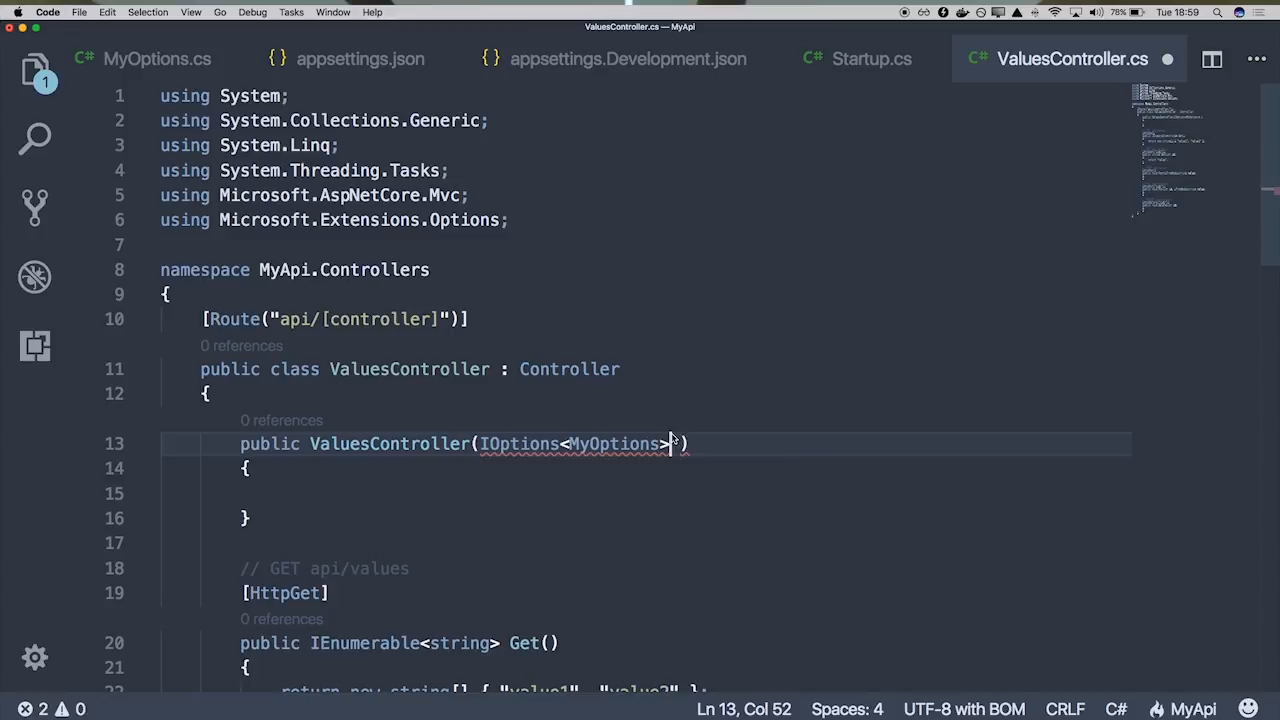 Code File Edit Selection View Go Debug Tasks Window Help 78% Tue 18:59
ValuesController.cs — MyApi
C# MyOptions.cs {} appsettings.json {} appsettings.Development.json C# Startup.cs C# ValuesController.cs
1
1 using System;
2 using System.Collections.Generic;
3 using System.Linq;
4 using System.Threading.Tasks;
5 using Microsoft.AspNetCore.Mvc;
6 using Microsoft.Extensions.Options;
7
8 namespace MyApi.Controllers
9 {
10 [Route("api/[controller]")]
0 references
11 public class ValuesController : Controller
12 {
0 references
13 public ValuesController(IOptions<MyOptions> )
14 {
15
16 }
17
18 // GET api/values
19 [HttpGet]
0 references
20 public IEnumerable<string> Get()
21 {
22 return new string[] { "value1", "value2" };
2 0 Ln 13, Col 52 Spaces: 4 UTF-8 with BOM CRLF C# MyApi